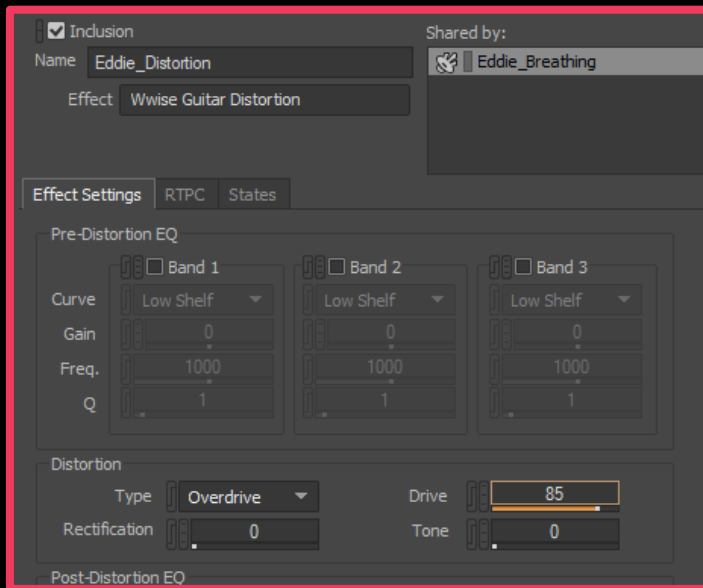 Inclusion
Shared by:
Name Eddie_Distortion
Eddie_Breathing
Effect Wwise Guitar Distortion
Effect Settings RTPC States
Pre-Distortion EQ
Band 1 Band 2 Band 3
Curve Low Shelf Low Shelf Low Shelf
Gain 0 0 0
Freq. 1000 1000 1000
Q 1 1 1
Distortion
Type Overdrive Drive 85
Rectification 0 Tone 0
Post-Distortion EQ